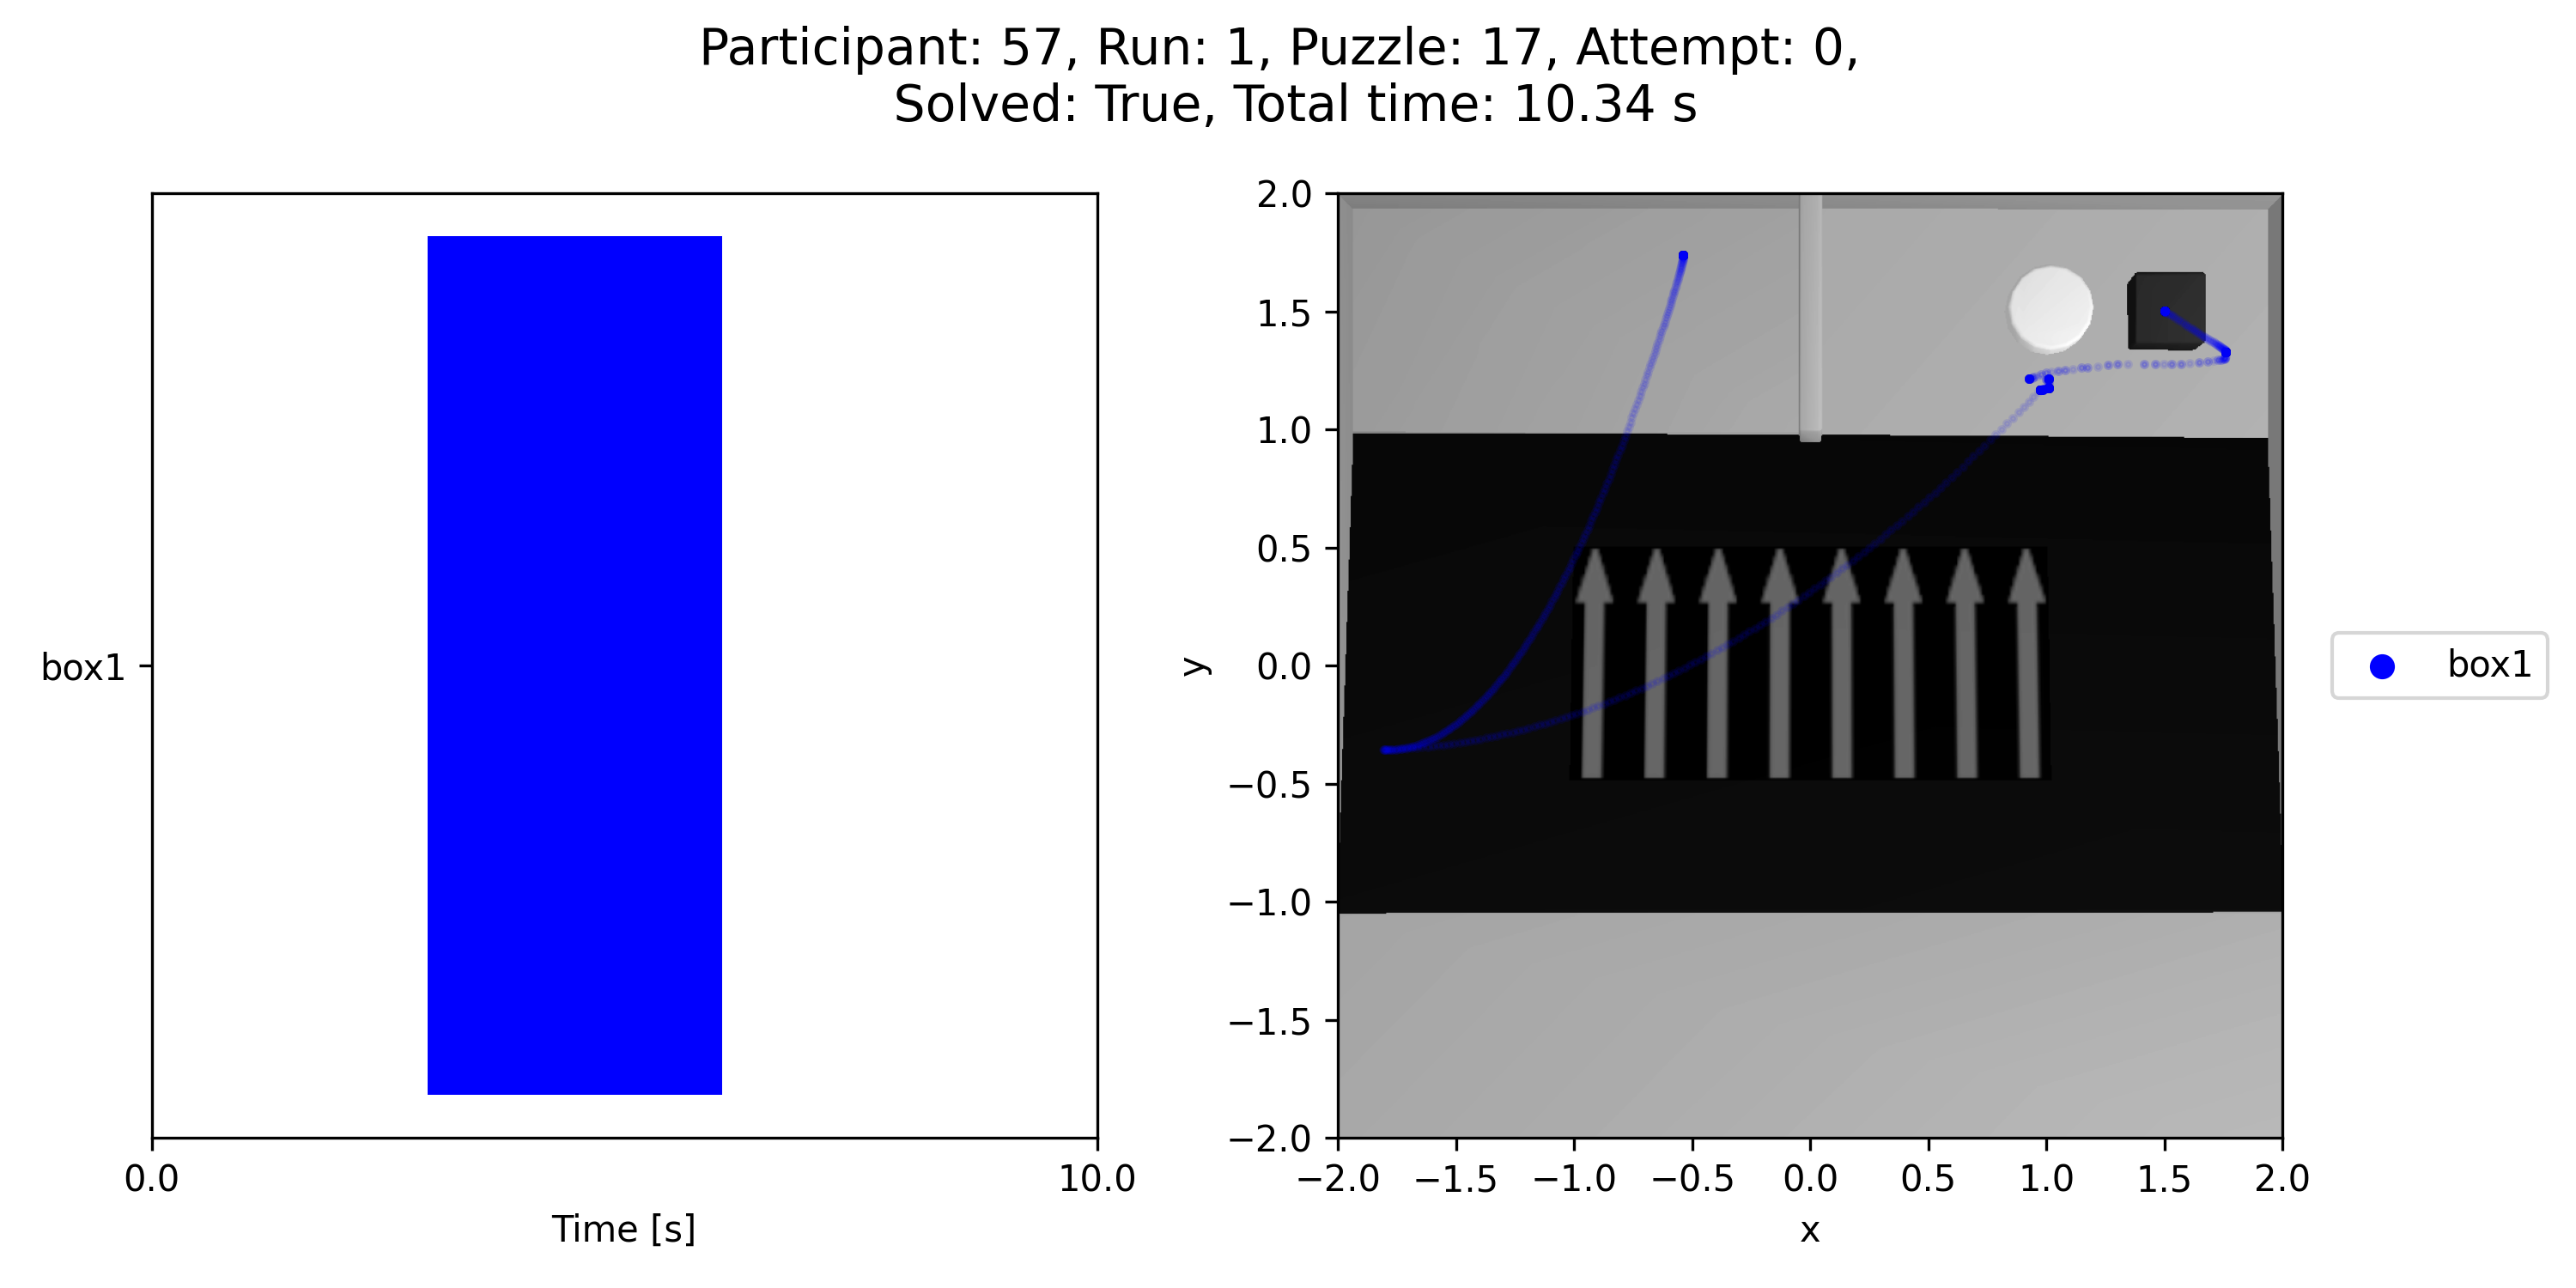 Participant: 57, Run: 1, Puzzle: 17, Attempt: 0,
Solved: True, Total time: 10.34 s
box1
0.0 10.0
Time [s]
2.0
1.5
1.0
0.5
0.0
−0.5
−1.0
−1.5
−2.0
y
−2.0 −1.5 −1.0 −0.5 0.0 0.5 1.0 1.5 2.0
x
box1